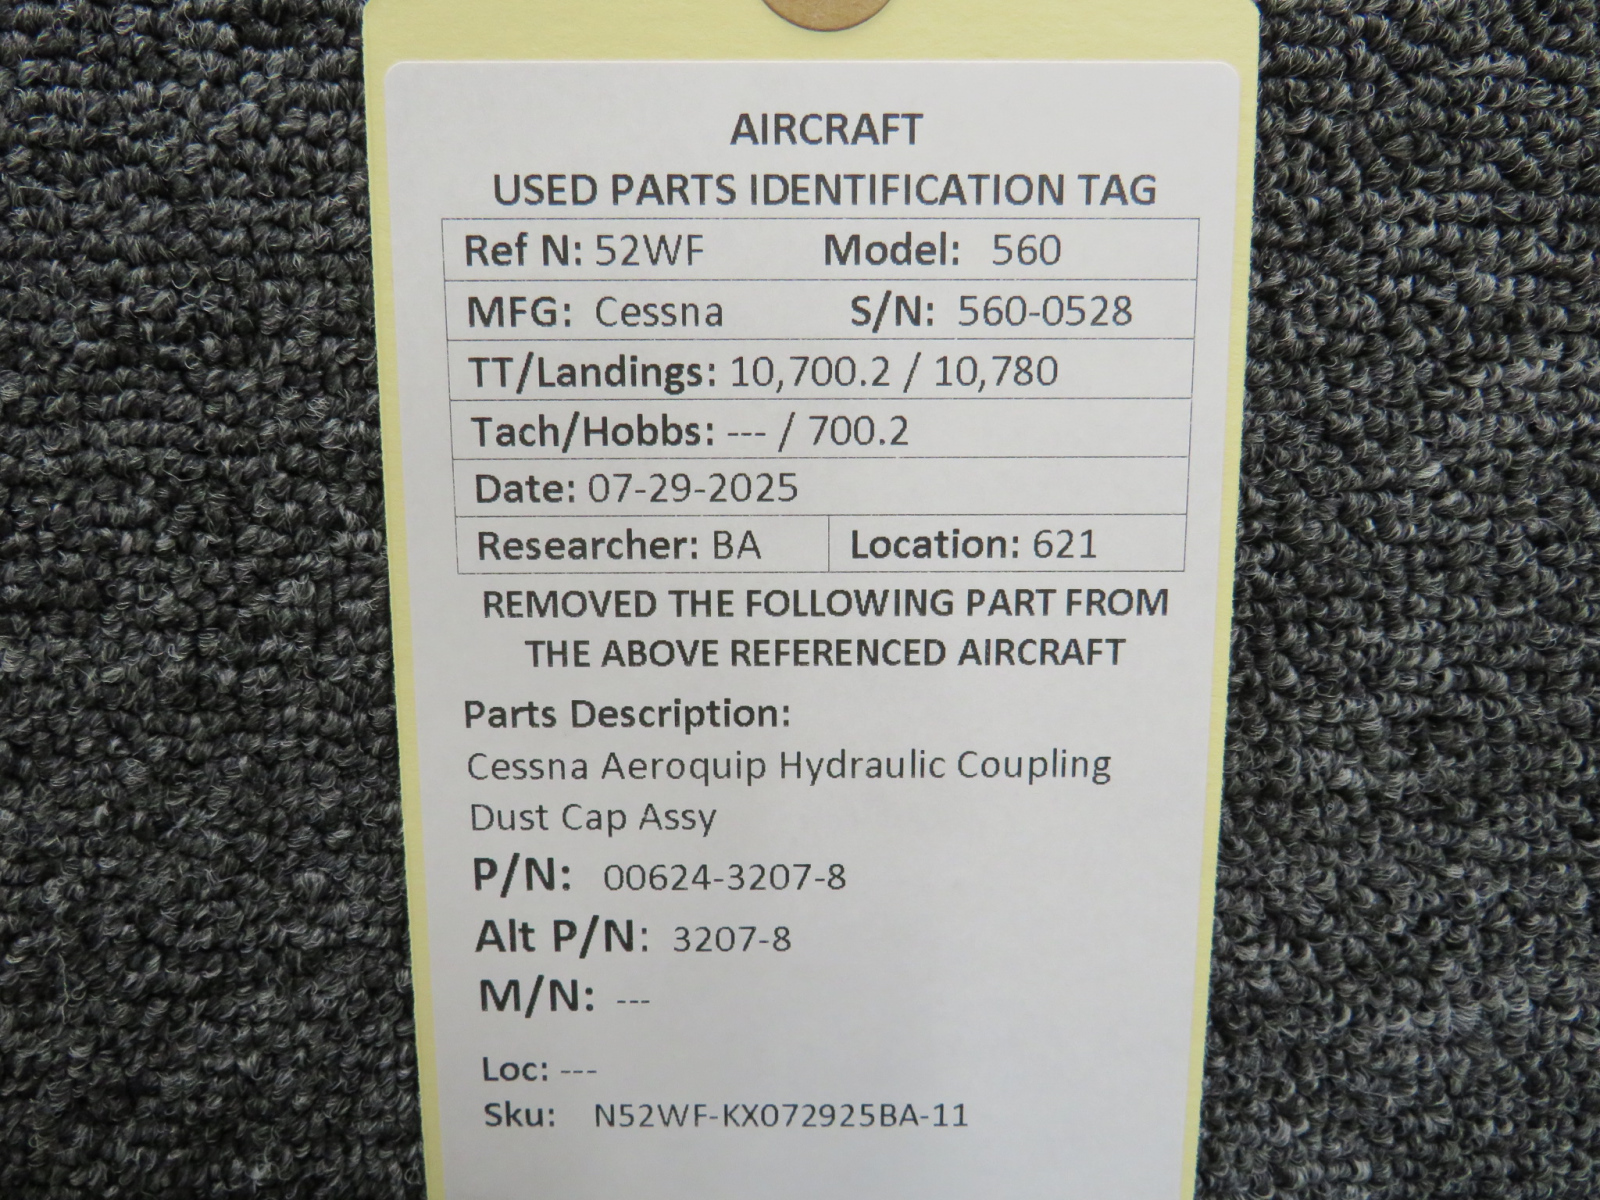 AIRCRAFT
USED PARTS IDENTIFICATION TAG
Ref N: 52WF Model: 560
MFG: Cessna S/N: 560-0528
TT/Landings: 10,700.2 / 10,780
Tach/Hobbs: --- / 700.2
Date: 07-29-2025
Researcher: BA Location: 621
REMOVED THE FOLLOWING PART FROM
THE ABOVE REFERENCED AIRCRAFT
Parts Description:
Cessna Aeroquip Hydraulic Coupling
Dust Cap Assy
P/N: 00624-3207-8
Alt P/N: 3207-8
M/N: ---
Loc: ---
Sku: N52WF-KX072925BA-11